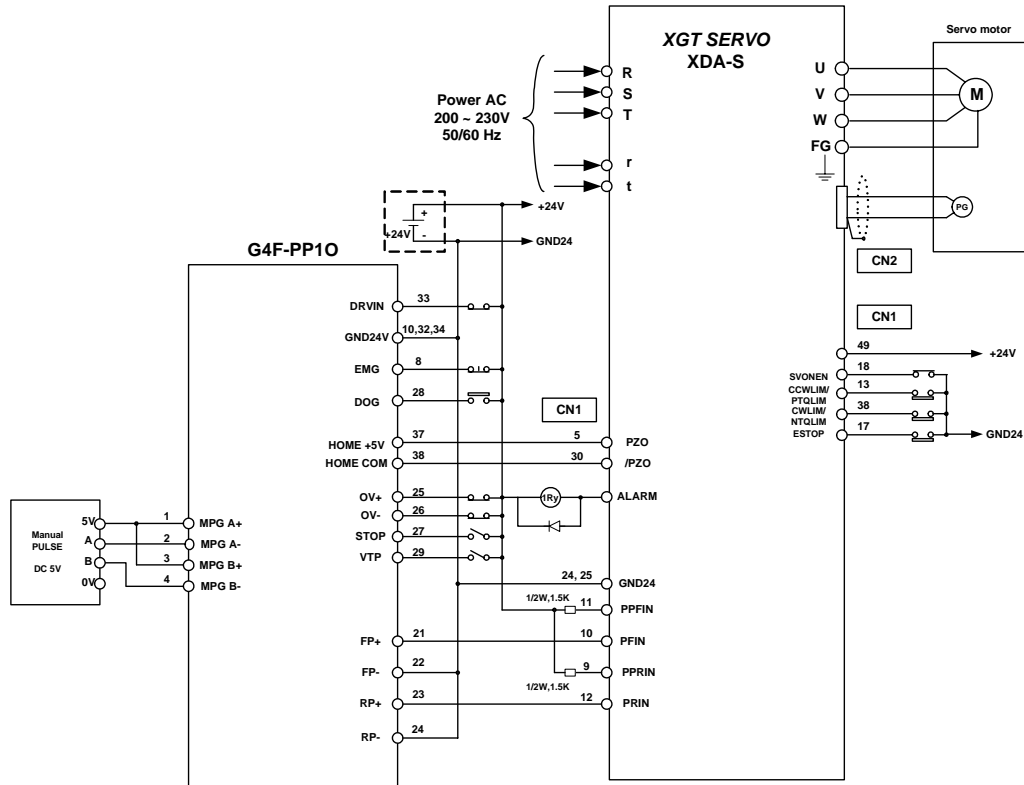 XGT SERVO
XDA-S
Servo motor
Power AC
200 ~ 230V
50/60 Hz
R
S
T
r
t
U
V
W
FG
M
PG
CN2
CN1
+
+24V
-
+24V
GND24
G4F-PP1O
DRVIN
33
GND24V
10,32,34
EMG
8
DOG
28
CN1
HOME +5V
37
5
PZO
HOME COM
38
30
/PZO
OV+
25
1Ry
ALARM
OV-
26
STOP
27
VTP
29
49
+24V
SVONEN
18
CCWLIM/
PTQLIM
13
CWLIM/
NTQLIM
38
ESTOP
17
GND24
Manual
PULSE
DC 5V
5V
A
B
0V
1
MPG A+
2
MPG A-
3
MPG B+
4
MPG B-
24, 25
GND24
1/2W,1.5K
11
PPFIN
FP+
21
10
PFIN
FP-
22
9
PPRIN
1/2W,1.5K
RP+
23
12
PRIN
RP-
24